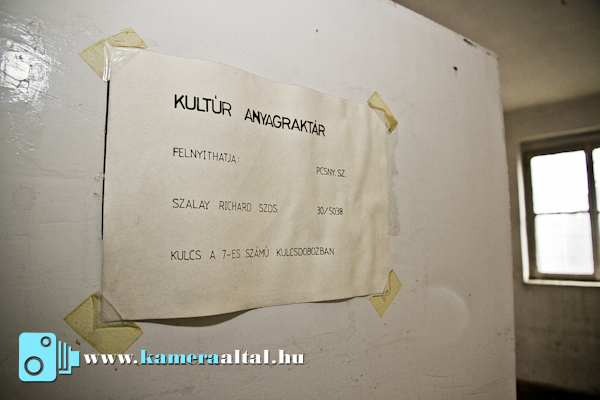 KULTÚR ANYAGRAKTÁR
FELNYITHATJA: PCSNY. SZ.
SZALAY RICHARD SZDS. 30/5038
KULCS A 7-ES SZÁMÚ KULCSDOBOZBAN
www.kameraaltal.hu